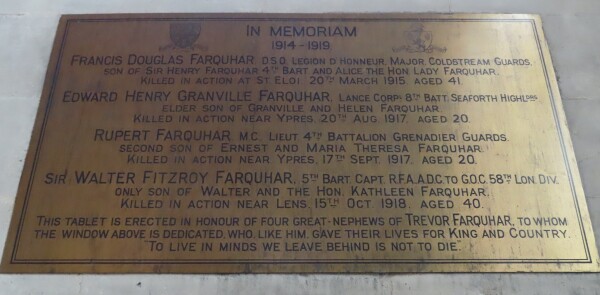 IN MEMORIAM
1914-1919.
FRANCIS DOUGLAS FARQUHAR, D.S.O. LEGION D'HONNEUR. MAJOR. COLDSTREAM GUARDS.
SON OF SIR HENRY FARQUHAR 4TH BART AND ALICE THE HON. LADY FARQUHAR.
KILLED IN ACTION AT ST ELOI. 20TH MARCH 1915. AGED 41.
EDWARD HENRY GRANVILLE FARQUHAR, LANCE CORPL 8TH BATT. SEAFORTH HIGHLDRS.
ELDER SON OF GRANVILLE AND HELEN FARQUHAR.
KILLED IN ACTION NEAR YPRES, 20TH AUG. 1917. AGED 20.
RUPERT FARQUHAR M.C. LIEUT 4TH BATTALION GRENADIER GUARDS.
SECOND SON OF ERNEST AND MARIA THERESA FARQUHAR.
KILLED IN ACTION NEAR YPRES, 17TH SEPT. 1917. AGED 20.
SIR WALTER FITZROY FARQUHAR, 5TH BART. CAPT. R.F.A. A.D.C. TO G.O.C. 58TH LON. DIV.
ONLY SON OF WALTER AND THE HON. KATHLEEN FARQUHAR,
KILLED IN ACTION NEAR LENS, 15TH OCT. 1918. AGED 40.
THIS TABLET IS ERECTED IN HONOUR OF FOUR GREAT-NEPHEWS OF TREVOR FARQUHAR, TO WHOM
THE WINDOW ABOVE IS DEDICATED, WHO, LIKE HIM, GAVE THEIR LIVES FOR KING AND COUNTRY.
"TO LIVE IN MINDS WE LEAVE BEHIND IS NOT TO DIE".